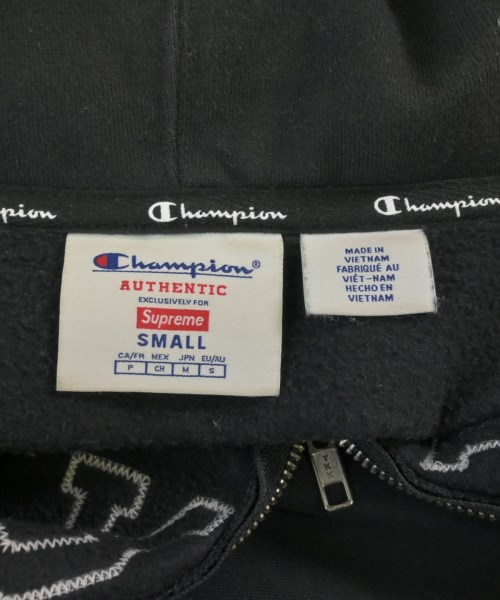 Champion
Champion
Champion
Champion®
AUTHENTIC
EXCLUSIVELY FOR
Supreme
SMALL
CA/FR MEX JPN EU/AU
P CH M S
MADE IN
VIETNAM
FABRIQUÉ AU
VIÊT-NAM
HECHO EN
VIETNAM
YKK